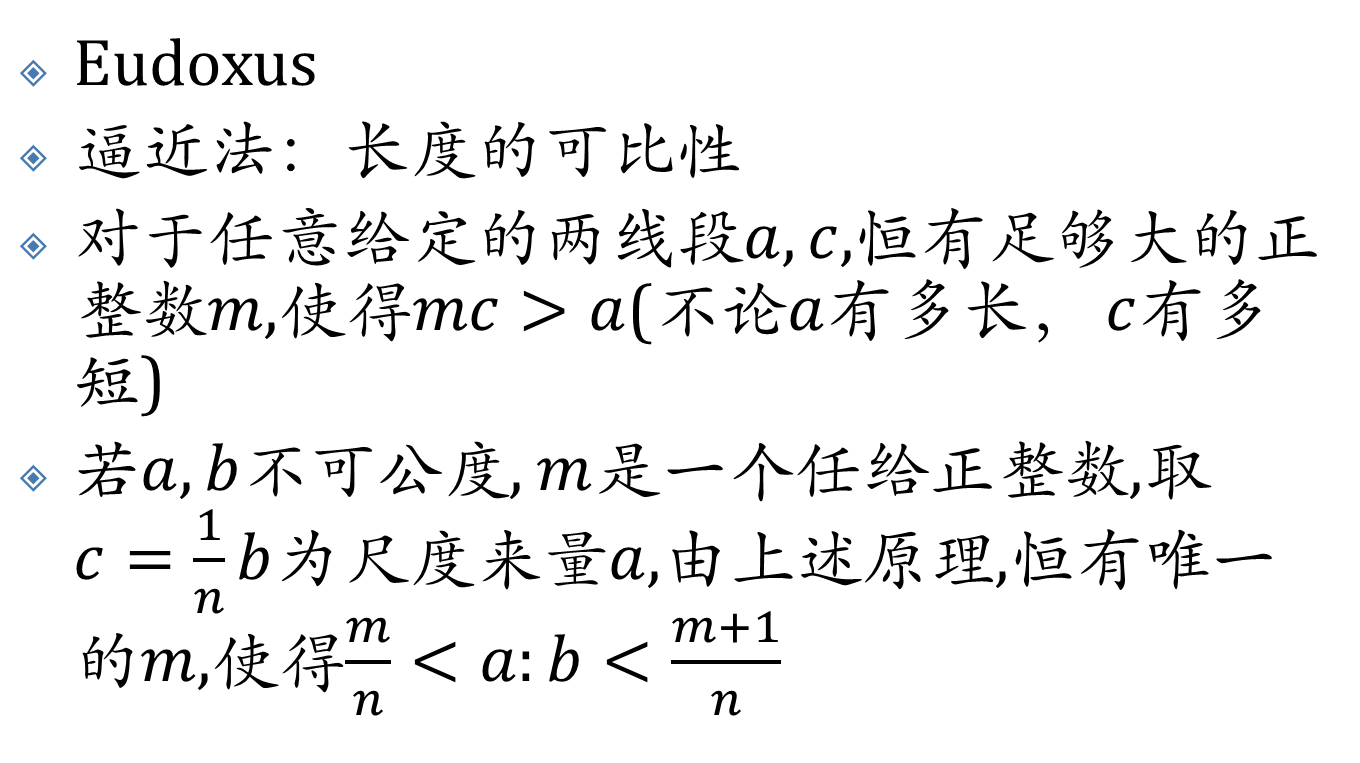 Eudoxus
逼近法：长度的可比性
对于任意给定的两线段a, c,恒有足够大的正
整数m,使得mc > a(不论a有多长，c有多
短)
若a, b不可公度, m是一个任给正整数,取
c = \frac{1}{n} b为尺度来量a,由上述原理,恒有唯一
的m,使得\frac{m}{n} < a: b < \frac{m+1}{n}